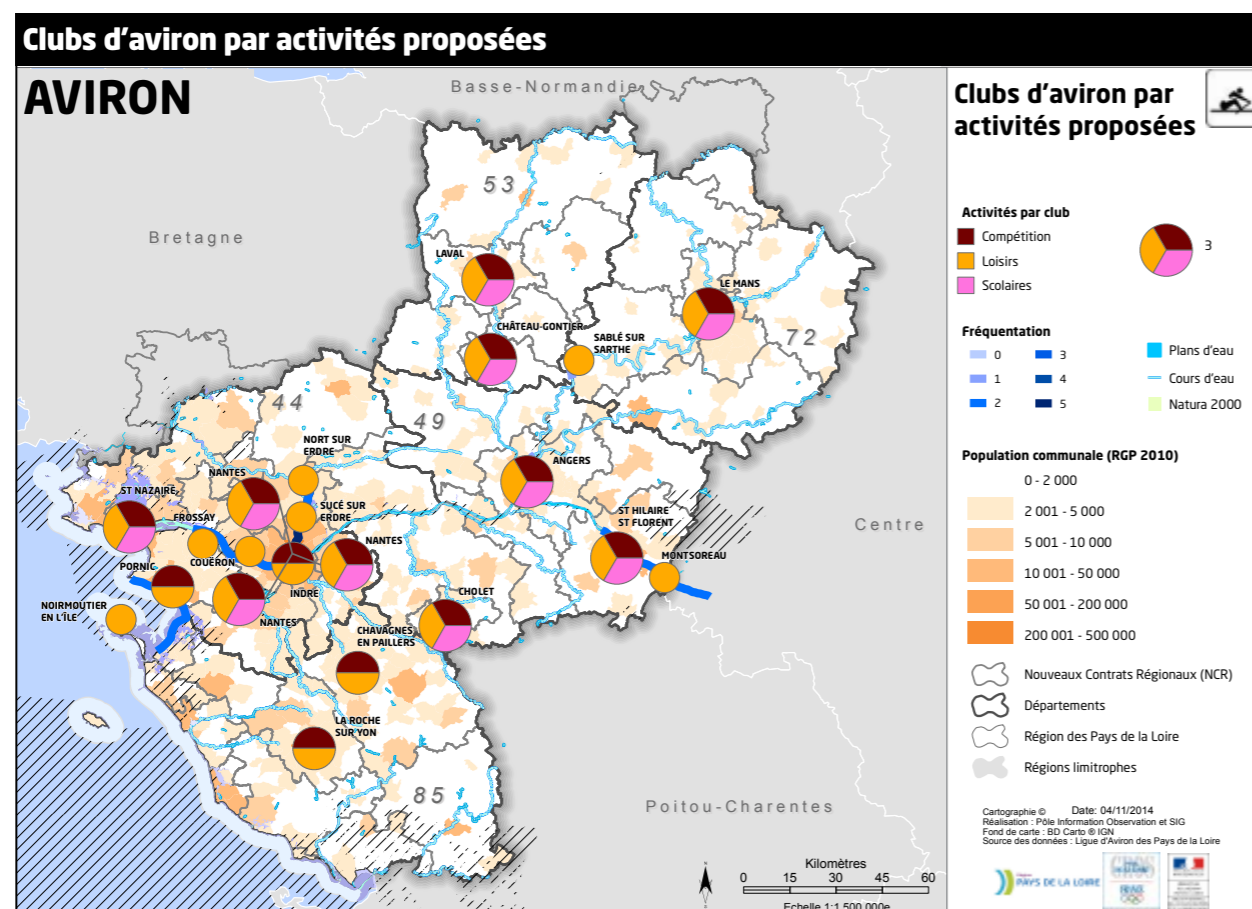 Clubs d'aviron par activités proposées
AVIRON
Basse-Normandie
Bretagne
Centre
Poitou-Charentes
53
72
44
49
85
LAVAL
LE MANS
CHÂTEAU-GONTIER
SABLÉ SUR
SARTHE
NORT SUR
ERDRE
NANTES
ANGERS
ST NAZAIRE
SUCÉ SUR
ERDRE
ST HILAIRE
ST FLORENT
FROSSAY
NANTES
MONTSOREAU
COUËRON
PORNIC
CHOLET
INDRE
NOIRMOUTIER
EN L'ÎLE
NANTES
CHAVAGNES
EN PAILLERS
LA ROCHE
SUR YON
Kilomètres
0 15 30 45 60
Echelle 1:1 500 000e
Clubs d'aviron par
activités proposées
Activités par club
Compétition
Loisirs
Scolaires
3
Fréquentation
0 3 Plans d'eau
1 4 Cours d'eau
2 5 Natura 2000
Population communale (RGP 2010)
0 - 2 000
2 001 - 5 000
5 001 - 10 000
10 001 - 50 000
50 001 - 200 000
200 001 - 500 000
Nouveaux Contrats Régionaux (NCR)
Départements
Région des Pays de la Loire
Régions limitrophes
Cartographie © Date: 04/11/2014
Réalisation : Pôle Information Observation et SIG
Fond de carte : BD Carto ® IGN
Source des données : Ligue d'Aviron des Pays de la Loire
PAYS DE LA LOIRE